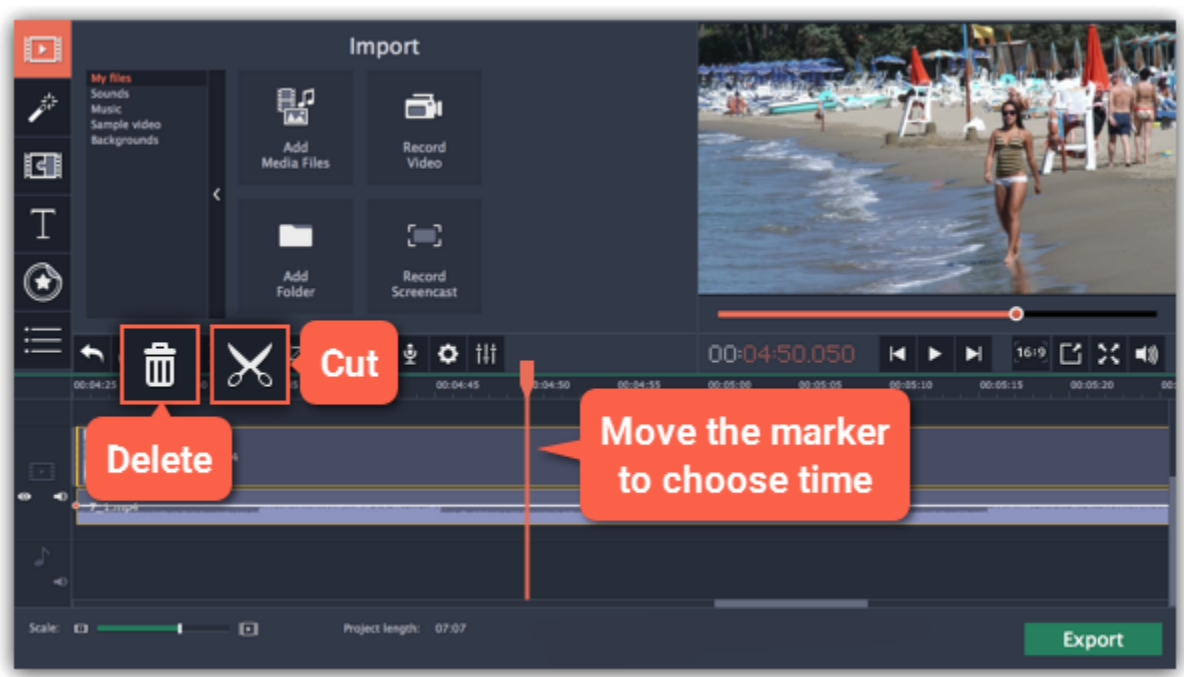 Import
My files
Sounds
Music
Sample video
Backgrounds
Add
Media Files
Record
Video
Add
Folder
Record
Screencast
T
Cut
00:04:50.050
16:9
00:04:25
00:04:45
00:04:50
00:04:55
00:05:00
00:05:05
00:05:10
00:05:15
00:05:20
Delete
Move the marker
to choose time
Scale:
Project length: 07:07
Export